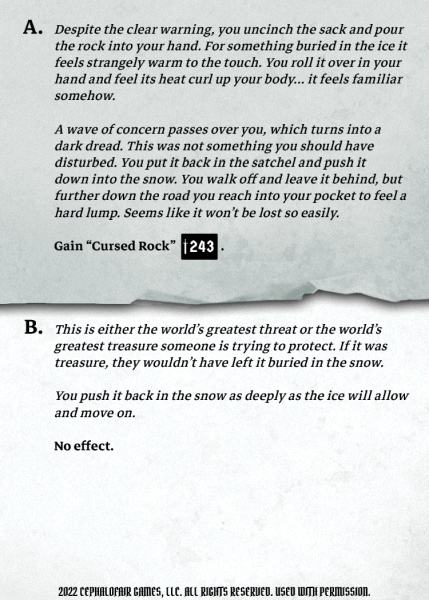 A. Despite the clear warning, you uncinch the sack and pour
the rock into your hand. For something buried in the ice it
feels strangely warm to the touch. You roll it over in your
hand and feel its heat curl up your body... it feels familiar
somehow.
A wave of concern passes over you, which turns into a
dark dread. This was not something you should have
disturbed. You put it back in the satchel and push it
down into the snow. You walk off and leave it behind, but
further down the road you reach into your pocket to feel a
hard lump. Seems like it won't be lost so easily.
Gain “Cursed Rock” 243 .
B. This is either the world's greatest threat or the world's
greatest treasure someone is trying to protect. If it was
treasure, they wouldn't have left it buried in the snow.
You push it back in the snow as deeply as the ice will allow
and move on.
No effect.
2022 CEPHALOFAIR GAMES, LLC. ALL RIGHTS RESERVED. USED WITH PERMISSION.